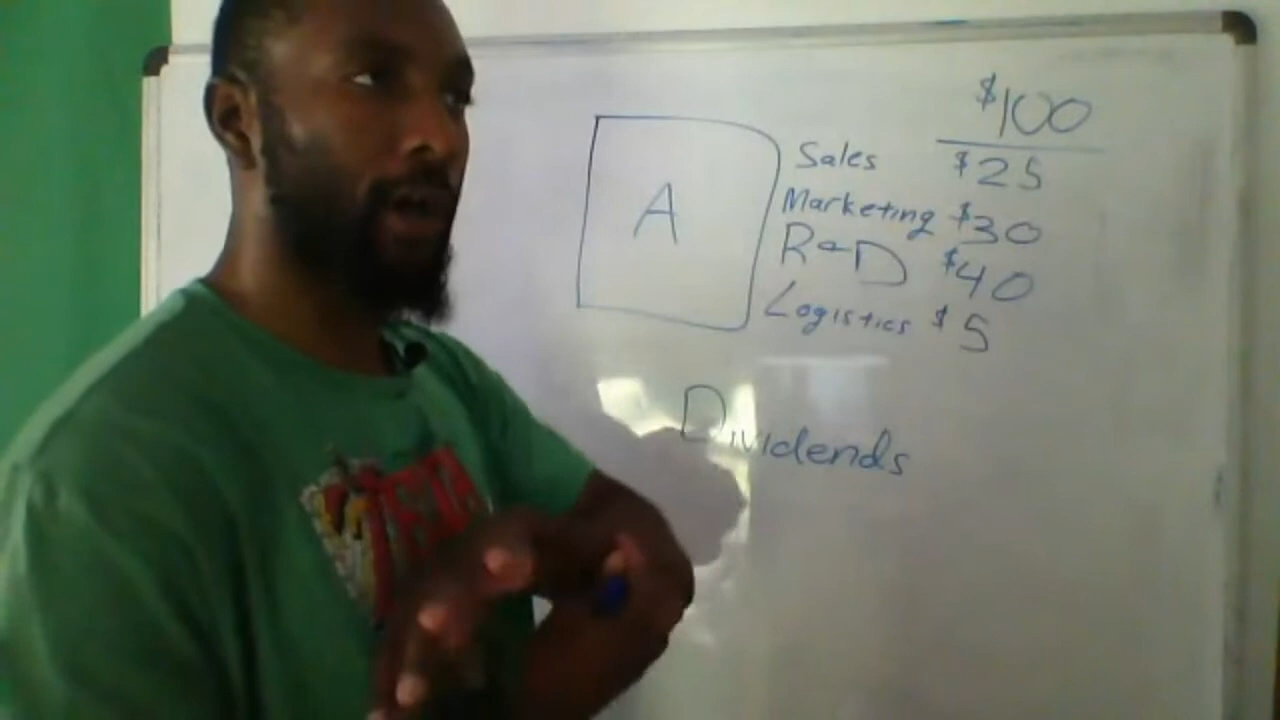 $100
A
Sales $25
Marketing $30
R&D $40
Logistics $5
Dividends